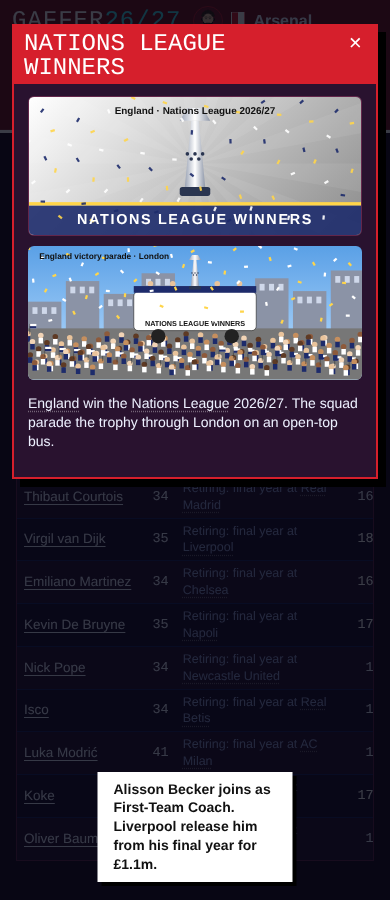 GAFFER26/27 Arsenal
NATIONS LEAGUE
WINNERS
×
England · Nations League 2026/27
NATIONS LEAGUE WINNERS
England victory parade · London
NATIONS LEAGUE WINNERS
England win the Nations League 2026/27. The squad
parade the trophy through London on an open-top
bus.
Thibaut Courtois 34 Retiring: final year at Real
Madrid 16
Virgil van Dijk 35 Retiring: final year at
Liverpool 18
Emiliano Martinez 34 Retiring: final year at
Chelsea 16
Kevin De Bruyne 35 Retiring: final year at
Napoli 17
Nick Pope 34 Retiring: final year at
Newcastle United 1
Isco 34 Retiring: final year at Real
Betis 1
Luka Modrić 41 Retiring: final year at AC
Milan 1
Koke 17
Oliver Baum 1
Alisson Becker joins as
First-Team Coach.
Liverpool release him
from his final year for
£1.1m.